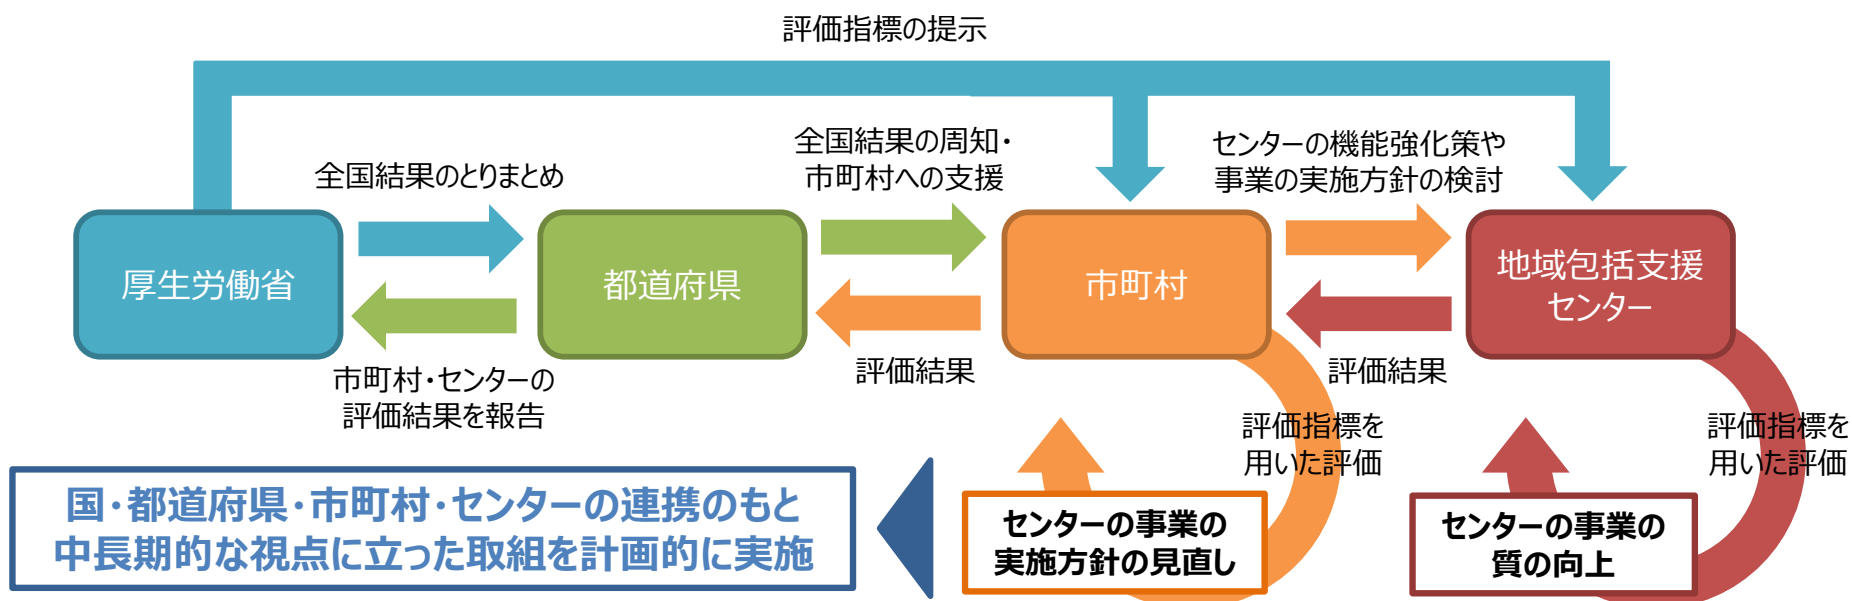 評価指標の提示
全国結果のとりまとめ
全国結果の周知・
市町村への支援
センターの機能強化策や
事業の実施方針の検討
厚生労働省
都道府県
市町村
地域包括支援
センター
市町村・センターの
評価結果を報告
評価結果
評価結果
評価指標を
用いた評価
評価指標を
用いた評価
国・都道府県・市町村・センターの連携のもと
中長期的な視点に立った取組を計画的に実施
センターの事業の
実施方針の見直し
センターの事業の
質の向上